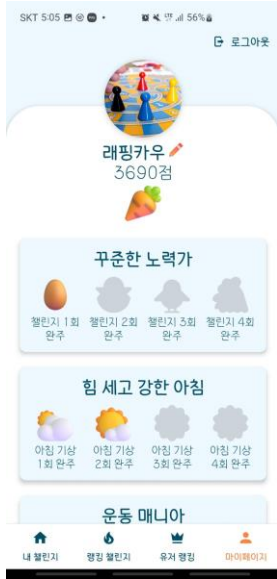 SKT 5:05
56%
로그아웃
래핑카우
3690점
꾸준한 노력가
챌린지 1회 챌린지 2회 챌린지 3회 챌린지 4회
완주 완주 완주 완주
힘 세고 강한 아침
아침 기상 아침 기상 아침 기상 아침 기상
1회 완주 2회 완주 3회 완주 4회 완주
운동 매니아
내 챌린지 랭킹 챌린지 유저 랭킹 마이페이지